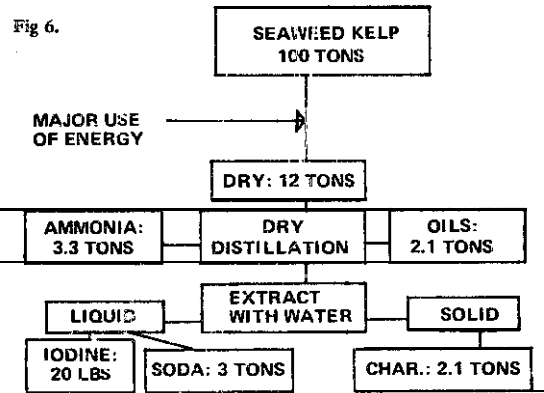 Fig 6.
SEAWEED KELP
100 TONS
MAJOR USE
OF ENERGY
DRY: 12 TONS
AMMONIA:
3.3 TONS
DRY
DISTILLATION
OILS:
2.1 TONS
LIQUID
EXTRACT
WITH WATER
SOLID
IODINE:
20 LBS
SODA: 3 TONS
CHAR.: 2.1 TONS